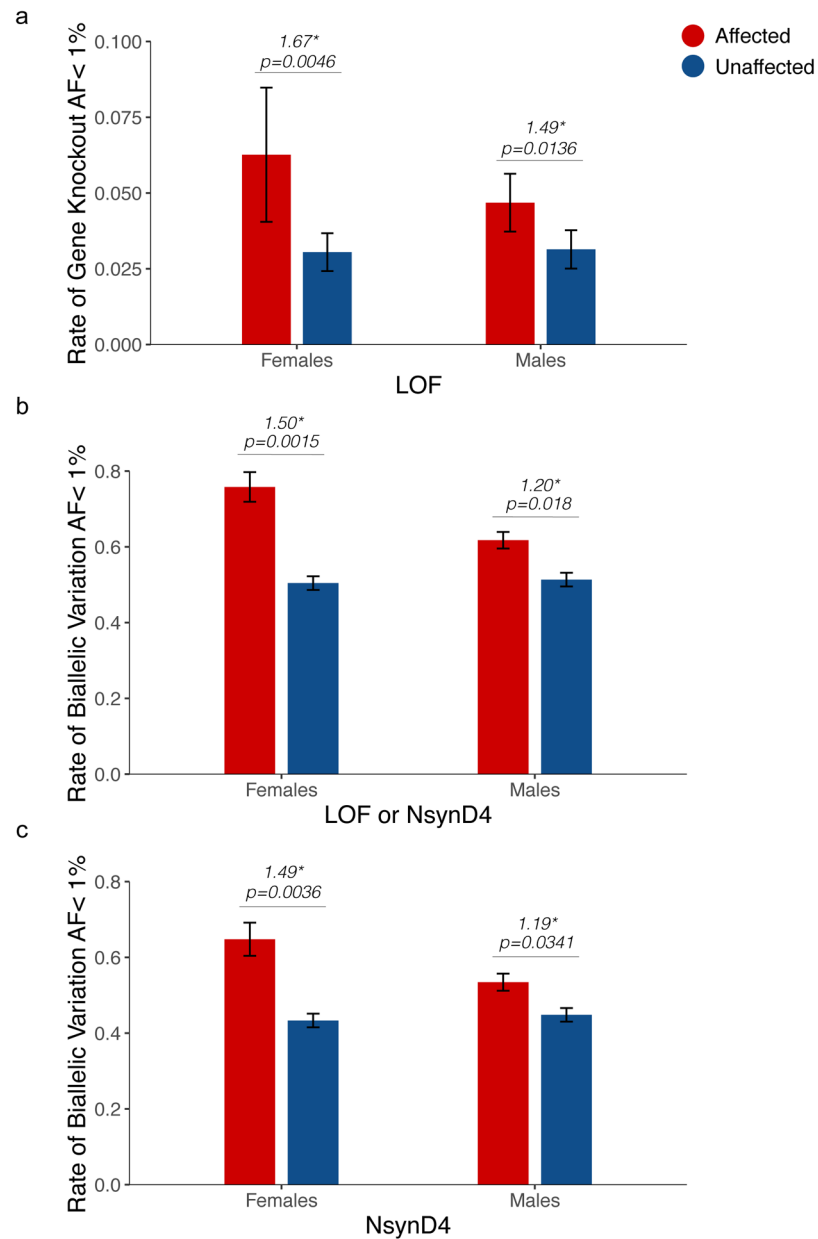 a
Rate of Gene Knockout AF< 1%
0.100
0.075
0.050
0.025
0.000
1.67*
p=0.0046
1.49*
p=0.0136
Affected
Unaffected
Females
Males
LOF
b
Rate of Biallelic Variation AF< 1%
0.8
0.6
0.4
0.2
0.0
1.50*
p=0.0015
1.20*
p=0.018
Females
Males
LOF or NsynD4
c
Rate of Biallelic Variation AF< 1%
0.8
0.6
0.4
0.2
0.0
1.49*
p=0.0036
1.19*
p=0.0341
Females
Males
NsynD4